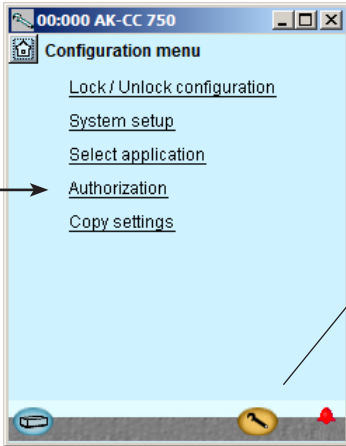 00:000 AK-CC 750
Configuration menu
Lock / Unlock configuration
System setup
Select application
Authorization
Copy settings